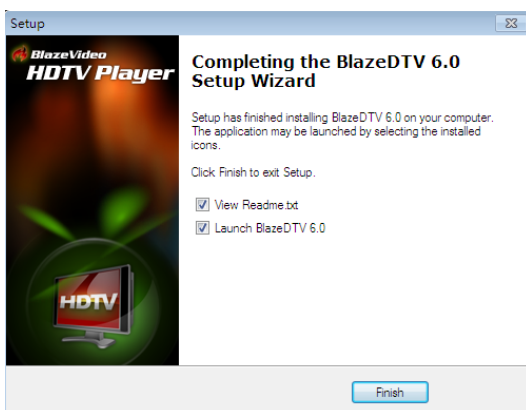 Setup
BlazeVideo
HDTV Player
Completing the BlazeDTV 6.0
Setup Wizard
Setup has finished installing BlazeDTV 6.0 on your computer.
The application may be launched by selecting the installed
icons.
Click Finish to exit Setup.
View Readme.txt
Launch BlazeDTV 6.0
HDTV
Finish